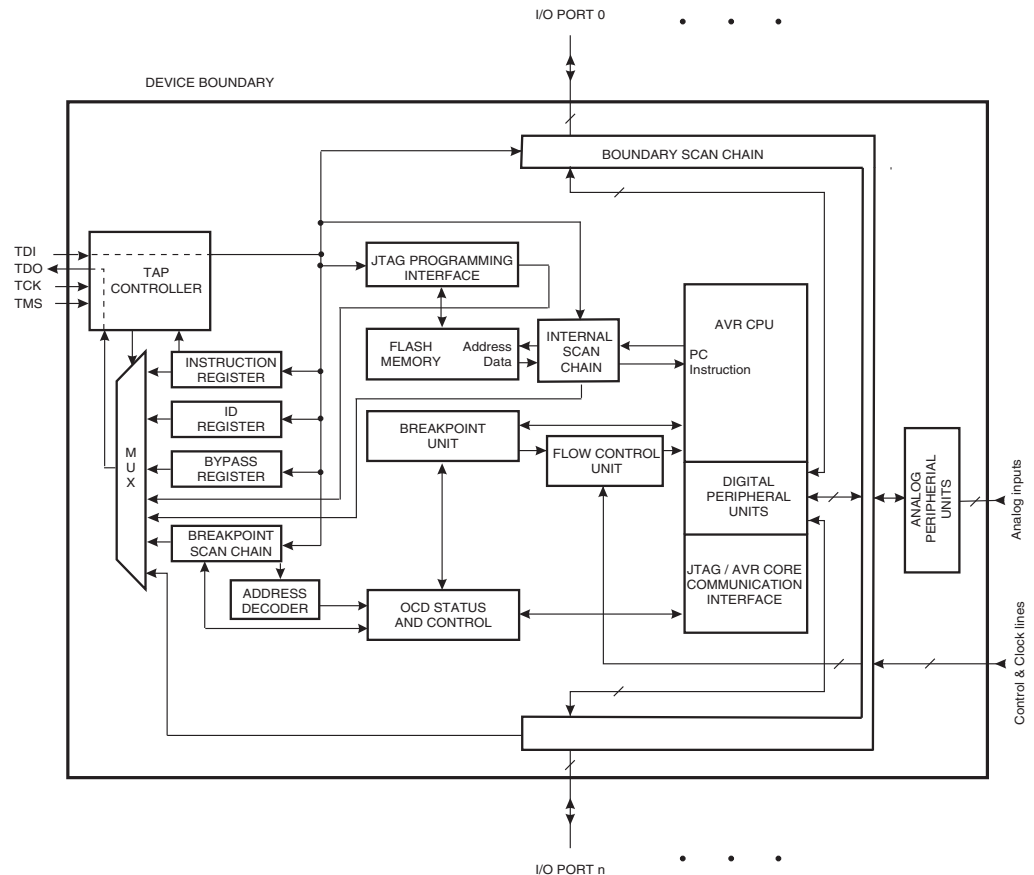 I/O PORT 0
DEVICE BOUNDARY
BOUNDARY SCAN CHAIN
TDI
TDO
TCK
TMS
TAP
CONTROLLER
JTAG PROGRAMMING
INTERFACE
AVR CPU
FLASH
MEMORY
Address
Data
INTERNAL
SCAN
CHAIN
PC
Instruction
INSTRUCTION
REGISTER
ID
REGISTER
BYPASS
REGISTER
MUX
BREAKPOINT
UNIT
FLOW CONTROL
UNIT
DIGITAL
PERIPHERAL
UNITS
ANALOG
PERIPHERIAL
UNITS
Analog inputs
BREAKPOINT
SCAN CHAIN
ADDRESS
DECODER
OCD STATUS
AND CONTROL
JTAG / AVR CORE
COMMUNICATION
INTERFACE
Control & Clock lines
I/O PORT n